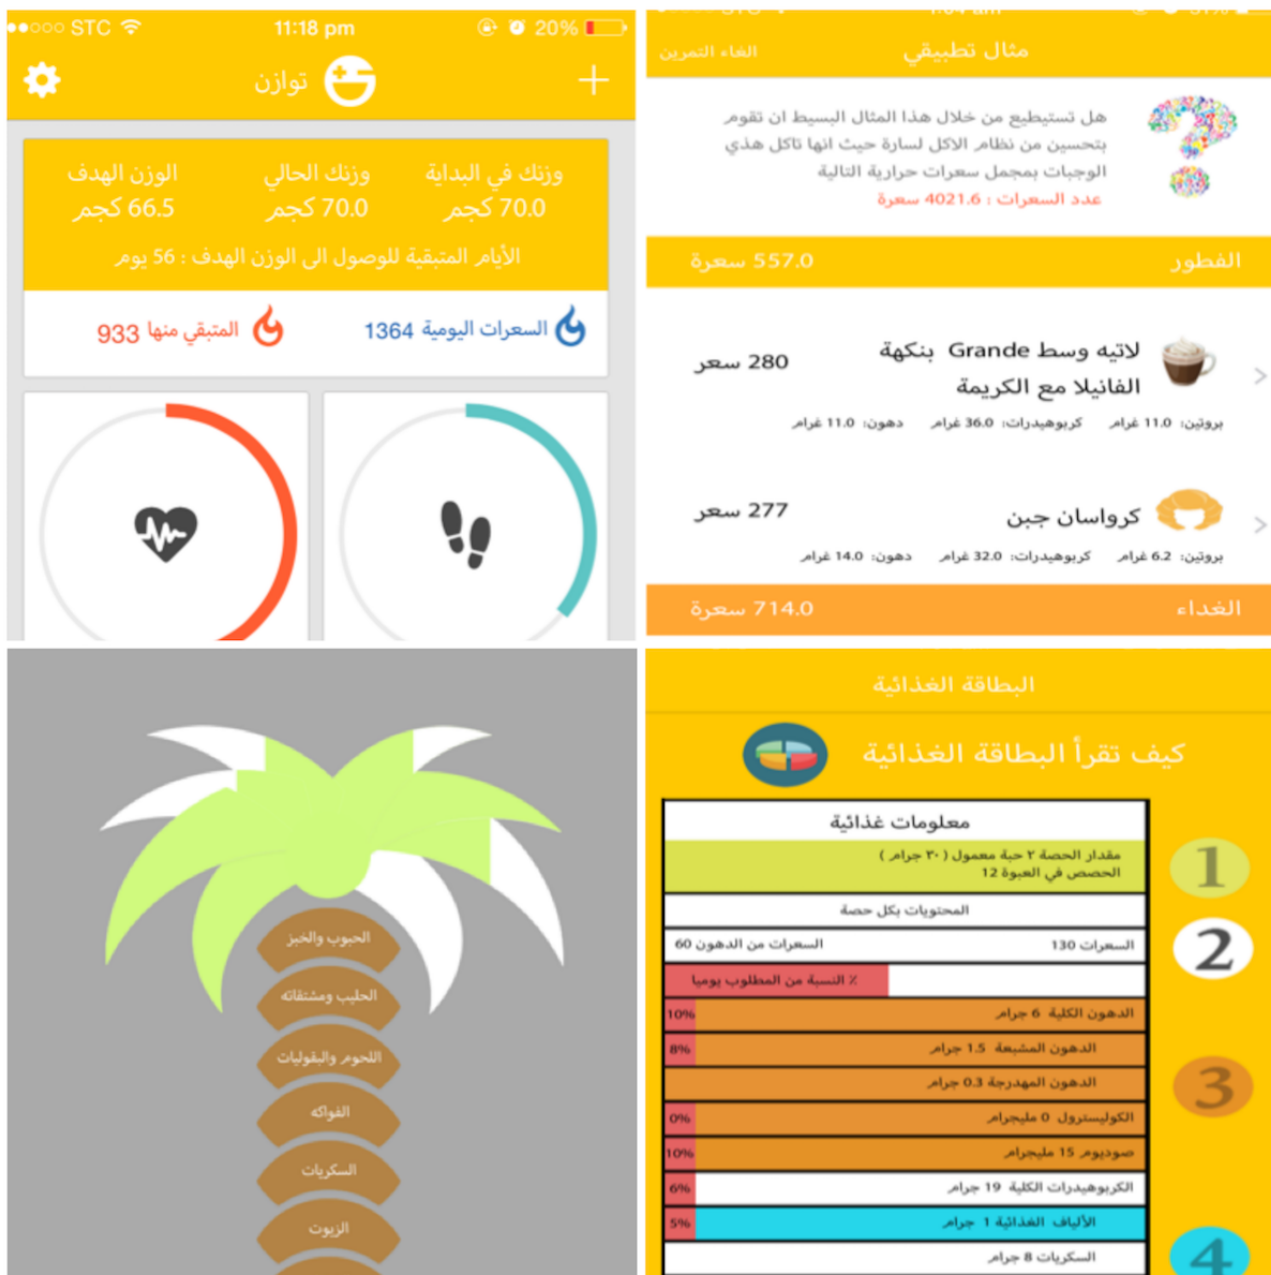 STC
11:18 pm
20%
توازن
وزنك في البداية
وزنك الحالي
الوزن الهدف
70.0 كجم
70.0 كجم
66.5 كجم
الأيام المتبقية للوصول الى الوزن الهدف : 56 يوم
السعرات اليومية 1364
المتبقي منها 933
مثال تطبيقي
الغاء التمرين
هل تستيطيع من خلال هذا المثال البسيط ان تقوم
بتحسين من نظام الاكل لسارة حيث انها تاكل هذي
الوجبات بمجمل سعرات حرارية التالية
عدد السعرات : 4021.6 سعرة
الفطور
557.0 سعرة
لاتيه وسط Grande بنكهة
الفانيلا مع الكريمة
280 سعر
بروتين: 11.0 غرام كربوهيدرات: 36.0 غرام دهون: 11.0 غرام
كرواسان جبن
277 سعر
بروتين: 6.2 غرام كربوهيدرات: 32.0 غرام دهون: 14.0 غرام
الغداء
714.0 سعرة
الحبوب والخبز
الحليب ومشتقاته
اللحوم والبقوليات
الفواكه
السكريات
الزيوت
البطاقة الغذائية
كيف تقرأ البطاقة الغذائية
معلومات غذائية
مقدار الحصة ٢ حبة معمول ( ٣٠ جرام )
الحصص في العبوة 12
1
المحتويات بكل حصة
السعرات 130
السعرات من الدهون 60
2
٪ النسبة من المطلوب يوميا
الدهون الكلية 6 جرام
10%
الدهون المشبعة 1.5 جرام
8%
الدهون المهدرجة 0.3 جرام
3
الكوليسترول 0 مليجرام
0%
صوديوم 15 مليجرام
10%
الكربوهيدرات الكلية 19 جرام
6%
الألياف الغذائية 1 جرام
5%
السكريات 8 جرام
4